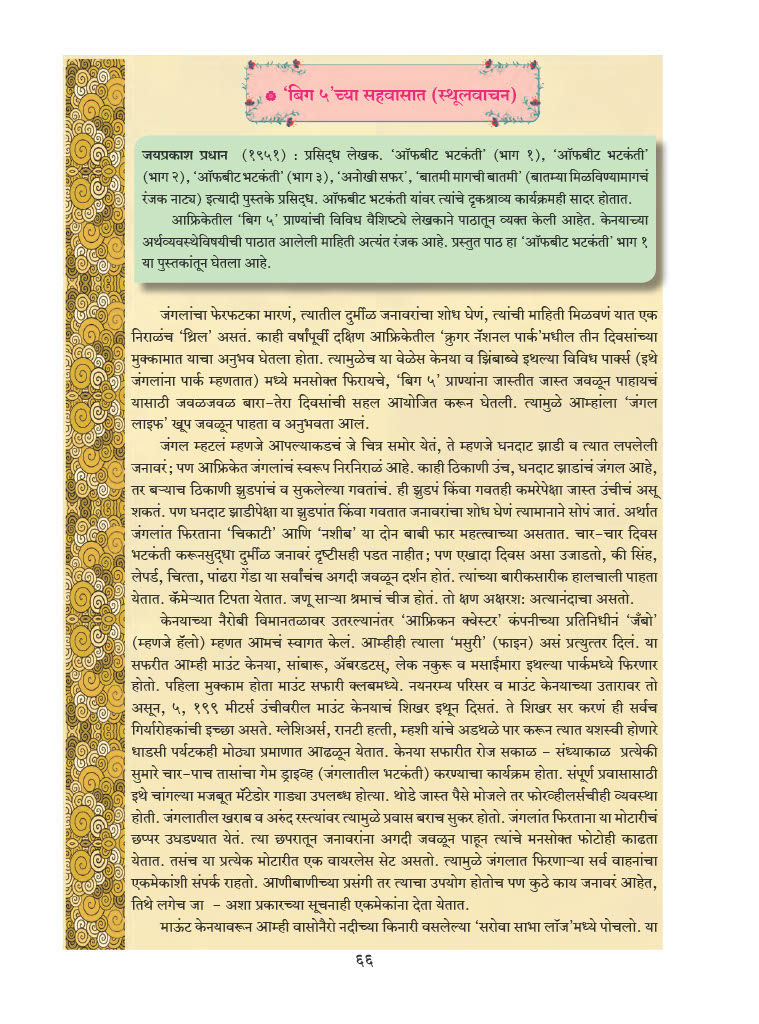 ‘बिग ५’च्या सहवासात (स्थूलवाचन)
जयप्रकाश प्रधान (१९५१) : प्रसिद्ध लेखक. ‘ऑफबीट भटकंती’ (भाग १), ‘ऑफबीट भटकंती’
(भाग २), ‘ऑफबीट भटकंती’ (भाग ३), ‘अनोखी सफर’, ‘बातमी मागची बातमी’ (बातम्या मिळविण्यामागचं
रंजक नाट्य) इत्यादी पुस्तके प्रसिद्ध. ऑफबीट भटकंती यांवर त्यांचे दृकश्राव्य कार्यक्रमही सादर होतात.
आफ्रिकेतील ‘बिग ५’ प्राण्यांची विविध वैशिष्ट्ये लेखकाने पाठातून व्यक्त केली आहेत. केनयाच्या
अर्थव्यवस्थेविषयीची पाठात आलेली माहिती अत्यंत रंजक आहे. प्रस्तुत पाठ हा ‘ऑफबीट भटकंती’ भाग १
या पुस्तकांतून घेतला आहे.
जंगलांचा फेरफटका मारणं, त्यातील दुर्मीळ जनावरांचा शोध घेणं, त्यांची माहिती मिळवणं यात एक
निराळंच ‘थ्रिल’ असतं. काही वर्षांपूर्वी दक्षिण आफ्रिकेतील ‘क्रुगर नॅशनल पार्क’मधील तीन दिवसांच्या
मुक्कामात याचा अनुभव घेतला होता. त्यामुळेच या वेळेस केनया व झिंबाब्वे इथल्या विविध पार्क्स (इथे
जंगलांना पार्क म्हणतात) मध्ये मनसोक्त फिरायचे, ‘बिग ५’ प्राण्यांना जास्तीत जास्त जवळून पाहायचं
यासाठी जवळजवळ बारा-तेरा दिवसांची सहल आयोजित करून घेतली. त्यामुळे आम्हांला ‘जंगल
लाइफ’ खूप जवळून पाहता व अनुभवता आलं.
जंगल म्हटलं म्हणजे आपल्याकडचं जे चित्र समोर येतं, ते म्हणजे घनदाट झाडी व त्यात लपलेली
जनावरं; पण आफ्रिकेत जंगलांचं स्वरूप निरनिराळं आहे. काही ठिकाणी उंच, घनदाट झाडांचं जंगल आहे,
तर बऱ्याच ठिकाणी झुडपांचं व सुकलेल्या गवतांचं. ही झुडपं किंवा गवतही कमरेपेक्षा जास्त उंचीचं असू
शकतं. पण घनदाट झाडीपेक्षा या झुडपांत किंवा गवतात जनावरांचा शोध घेणं त्यामानाने सोपं जातं. अर्थात
जंगलांत फिरताना ‘चिकाटी’ आणि ‘नशीब’ या दोन बाबी फार महत्त्वाच्या असतात. चार-चार दिवस
भटकंती करूनसुद्धा दुर्मीळ जनावरं दृष्टीसही पडत नाहीत; पण एखादा दिवस असा उजाडतो, की सिंह,
लेपर्ड, चित्ता, पांढरा गेंडा या सर्वांचंच अगदी जवळून दर्शन होतं. त्यांच्या बारीकसारीक हालचाली पाहता
येतात. कॅमेऱ्यात टिपता येतात. जणू साऱ्या श्रमाचं चीज होतं. तो क्षण अक्षरशः अत्यानंदाचा असतो.
केनयाच्या नैरोबी विमानतळावर उतरल्यानंतर ‘आफ्रिकन क्वेस्टर’ कंपनीच्या प्रतिनिधीनं ‘जँबो’
(म्हणजे हॅलो) म्हणत आमचं स्वागत केलं. आम्हीही त्याला ‘मसुरी’ (फाइन) असं प्रत्युत्तर दिलं. या
सफरीत आम्ही माउंट केनया, सांबारू, ॲबरडटस्, लेक नकुरू व मसाईमारा इथल्या पार्कमध्ये फिरणार
होतो. पहिला मुक्काम होता माउंट सफारी क्लबमध्ये. नयनरम्य परिसर व माउंट केनयाच्या उतारावर तो
असून, ५, १९९ मीटर्स उंचीवरील माउंट केनयाचं शिखर इथून दिसतं. ते शिखर सर करणं ही सर्वच
गिर्यारोहकांची इच्छा असते. ग्लेशिअर्स, रानटी हत्ती, म्हशी यांचे अडथळे पार करून त्यात यशस्वी होणारे
धाडसी पर्यटकही मोठ्या प्रमाणात आढळून येतात. केनया सफारीत रोज सकाळ - संध्याकाळ प्रत्येकी
सुमारे चार-पाच तासांचा गेम ड्राइव्ह (जंगलातील भटकंती) करण्याचा कार्यक्रम होता. संपूर्ण प्रवासासाठी
इथे चांगल्या मजबूत मॅटेडोर गाड्या उपलब्ध होत्या. थोडे जास्त पैसे मोजले तर फोरव्हीलर्सचीही व्यवस्था
होती. जंगलातील खराब व अरुंद रस्त्यांवर त्यामुळे प्रवास बराच सुकर होतो. जंगलांत फिरताना या मोटारीचं
छप्पर उघडण्यात येतं. त्या छपरातून जनावरांना अगदी जवळून पाहून त्यांचे मनसोक्त फोटोही काढता
येतात. तसंच या प्रत्येक मोटारीत एक वायरलेस सेट असतो. त्यामुळे जंगलात फिरणाऱ्या सर्व वाहनांचा
एकमेकांशी संपर्क राहतो. आणीबाणीच्या प्रसंगी तर त्याचा उपयोग होतोच पण कुठे काय जनावरं आहेत,
तिथे लगेच जा - अशा प्रकारच्या सूचनाही एकमेकांना देता येतात.
माऊंट केनयावरून आम्ही वासोनैरो नदीच्या किनारी वसलेल्या ‘सरोवा साभा लॉज’मध्ये पोचलो. या
६६